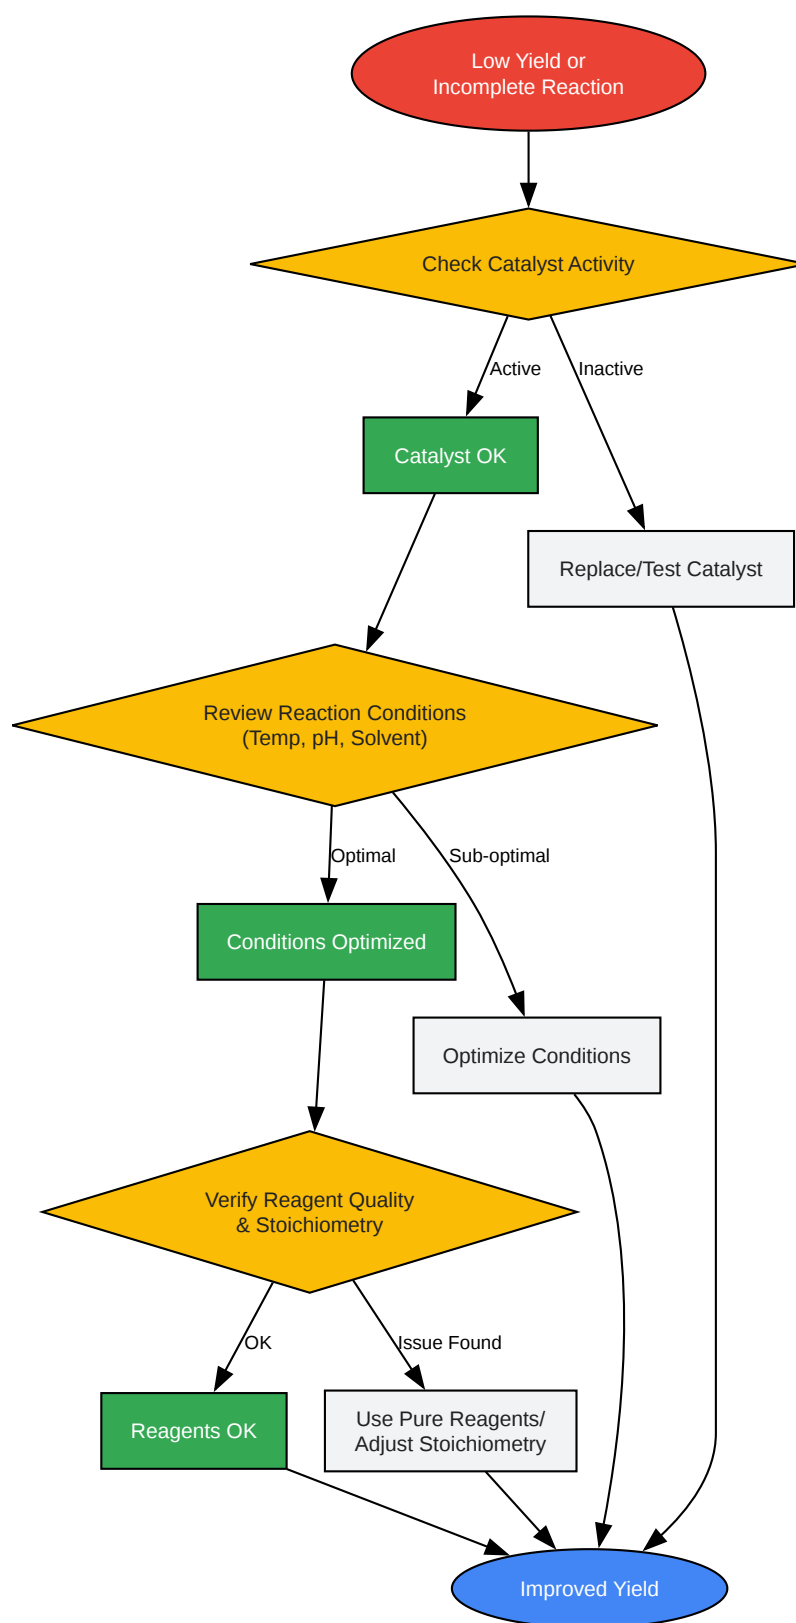 Low Yield or
Incomplete Reaction
Check Catalyst Activity
Active
Inactive
Catalyst OK
Replace/Test Catalyst
Review Reaction Conditions
(Temp, pH, Solvent)
Optimal
Sub-optimal
Conditions Optimized
Optimize Conditions
Verify Reagent Quality
& Stoichiometry
OK
Issue Found
Reagents OK
Use Pure Reagents/
Adjust Stoichiometry
Improved Yield